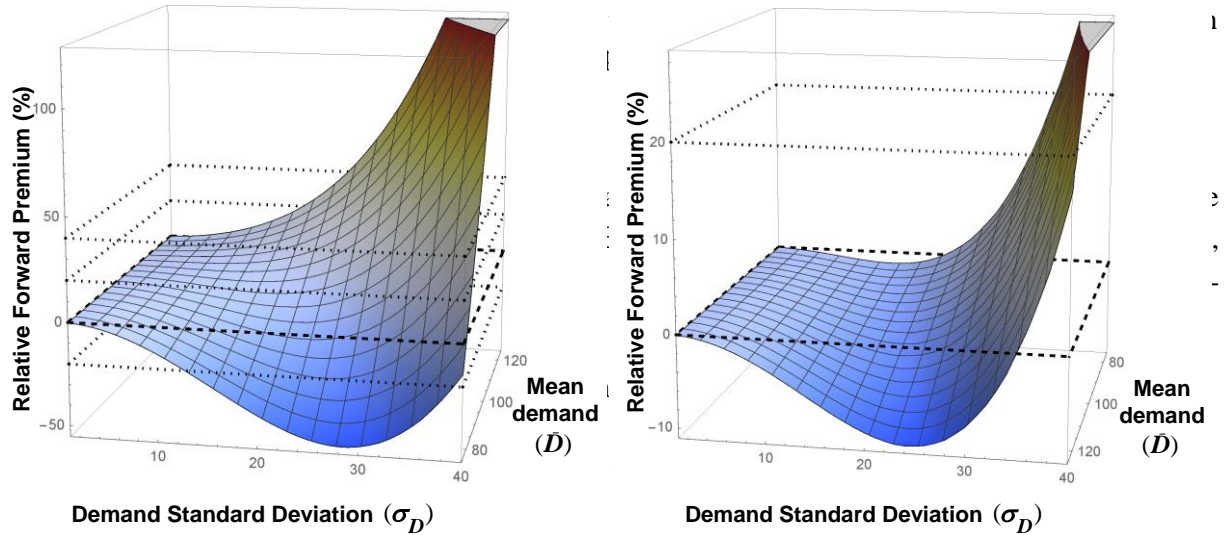 Relative Forward Premium (%)
100
50
0
−50
10
20
30
40
80
100
120
Mean
demand
(D̄)
Demand Standard Deviation (σ_D)
Relative Forward Premium (%)
20
10
0
−10
10
20
30
40
80
100
120
Mean
demand
(D̄)
Demand Standard Deviation (σ_D)